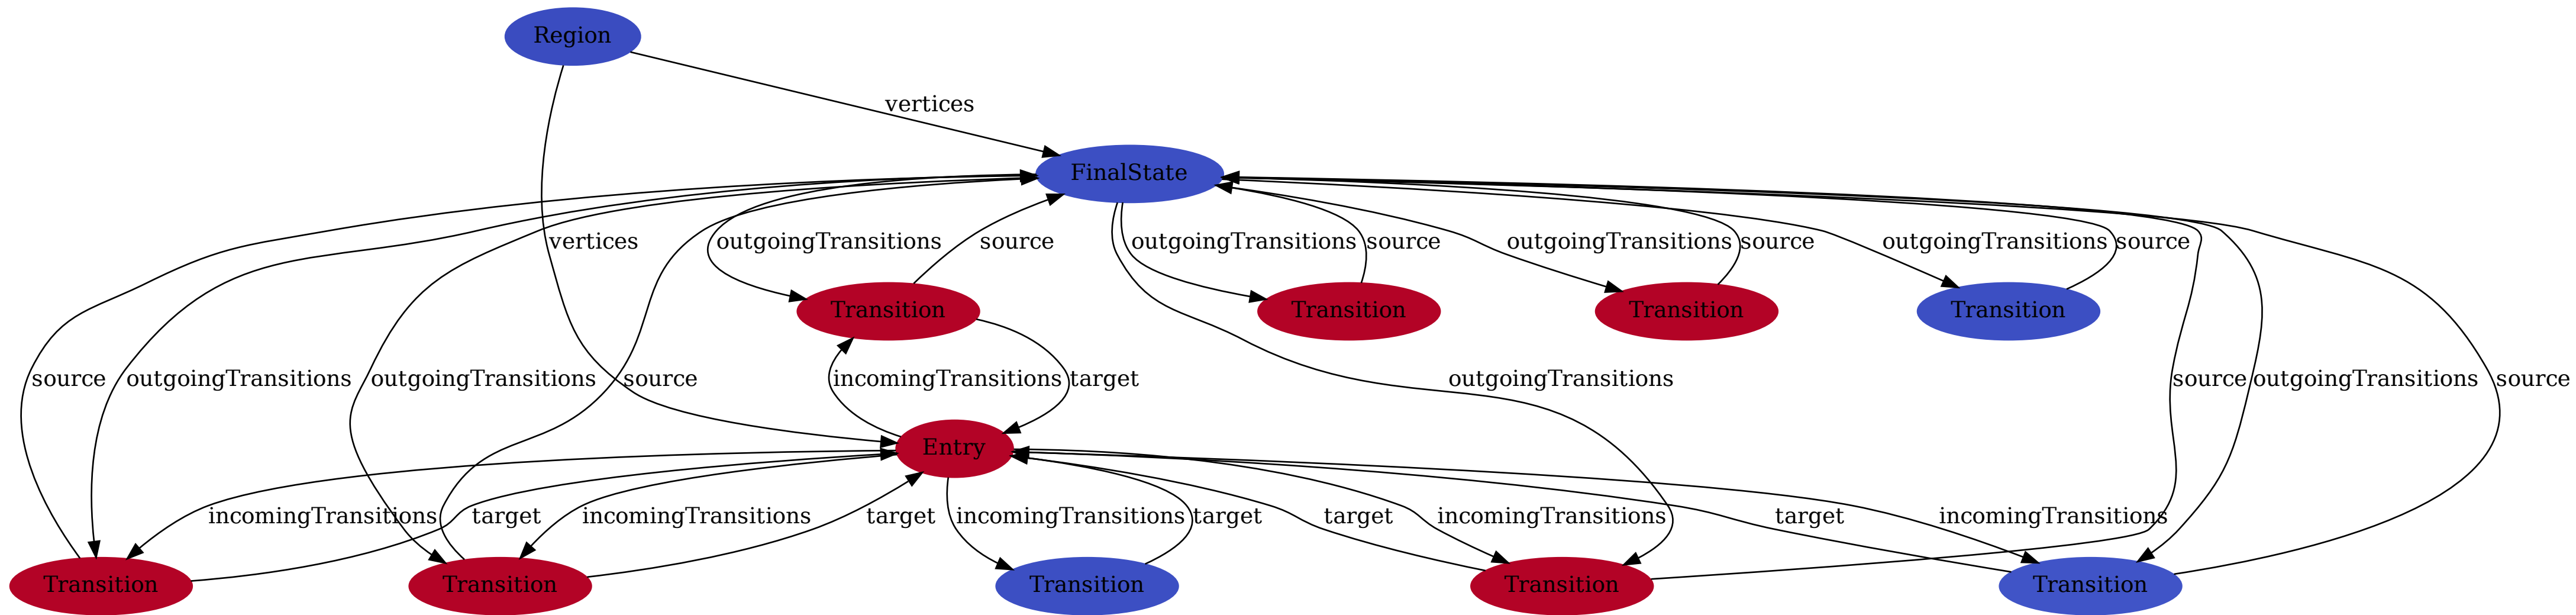 Region
vertices
FinalState
vertices
outgoingTransitions
source
outgoingTransitions
source
outgoingTransitions
source
outgoingTransitions
source
Transition
Transition
Transition
Transition
source
outgoingTransitions
outgoingTransitions
source
incomingTransitions
target
outgoingTransitions
source
outgoingTransitions
source
Entry
incomingTransitions
target
incomingTransitions
target
incomingTransitions
target
target
incomingTransitions
target
incomingTransitions
Transition
Transition
Transition
Transition
Transition